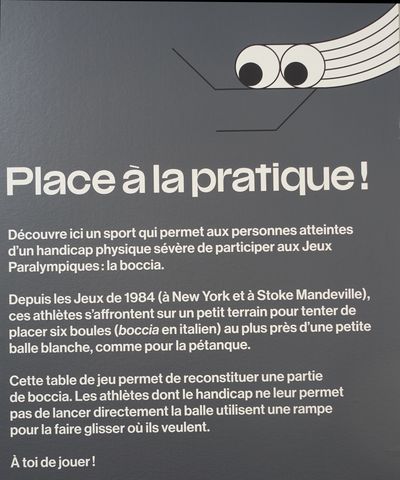 Place à la pratique !
Découvre ici un sport qui permet aux personnes atteintes
d'un handicap physique sévère de participer aux Jeux
Paralympiques : la boccia.
Depuis les Jeux de 1984 (à New York et à Stoke Mandeville),
ces athlètes s'affrontent sur un petit terrain pour tenter de
placer six boules (boccia en italien) au plus près d'une petite
balle blanche, comme pour la pétanque.
Cette table de jeu permet de reconstituer une partie
de boccia. Les athlètes dont le handicap ne leur permet
pas de lancer directement la balle utilisent une rampe
pour la faire glisser où ils veulent.
À toi de jouer !